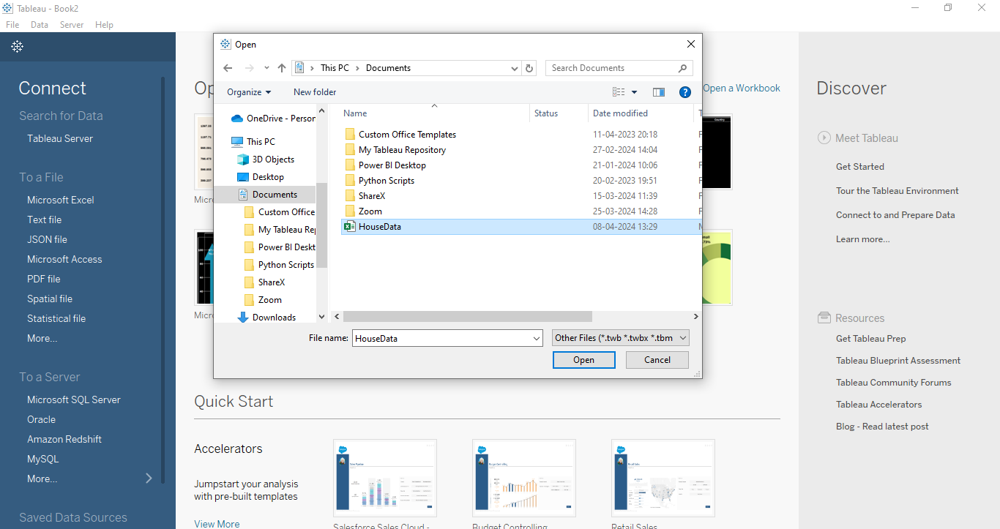 Tableau - Book2
File Data Server Help
Connect
Search for Data
Tableau Server
To a File
Microsoft Excel
Text file
JSON file
Microsoft Access
PDF file
Spatial file
Statistical file
More...
To a Server
Microsoft SQL Server
Oracle
Amazon Redshift
MySQL
More...
Saved Data Sources
Op
Open a Workbook
Micro
Micro
Open
This PC > Documents
Search Documents
Organize
New folder
OneDrive - Person
This PC
3D Objects
Desktop
Documents
Custom Office
My Tableau Rep
Power BI Deskt
Python Scripts
ShareX
Zoom
Downloads
Name Status Date modified T
Custom Office Templates 11-04-2023 20:18 F
My Tableau Repository 27-02-2024 14:04 F
Power BI Desktop 21-01-2024 10:06 F
Python Scripts 20-02-2023 19:51 F
ShareX 15-03-2024 11:39 F
Zoom 25-03-2024 14:28 F
HouseData 08-04-2024 13:29
File name: HouseData
Other Files (*.twb *.twbx *.tbm
Open
Cancel
Country
Quick Start
Accelerators
Jumpstart your analysis
with pre-built templates
View More
Salesforce Sales Cloud -
Budget Controlling
Retail Sales
Discover
Meet Tableau
Get Started
Tour the Tableau Environment
Connect to and Prepare Data
Learn more...
Resources
Get Tableau Prep
Tableau Blueprint Assessment
Tableau Community Forums
Tableau Accelerators
Blog - Read latest post